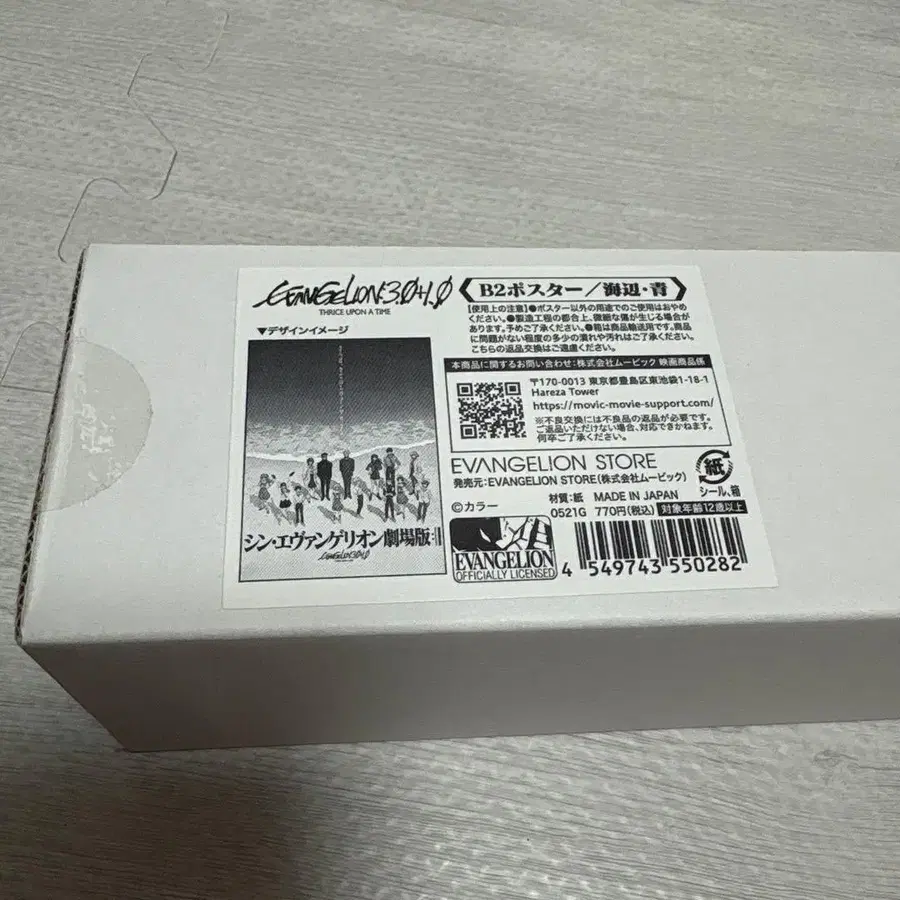 EVANGELION:3.0+1.0
THRICE UPON A TIME
▼デザインイメージ
シン・エヴァンゲリオン劇場版:||
EVANGELION:3.0+1.0
B2ポスター/海辺・青
【使用上の注意】●ポスター以外の用途でのご使用はおやめ
ください。●製造工程の都合上、微細な傷が生じる場合が
あります。予めご了承ください。●箱は商品輸送用です。商品
に問題がない程度の多少の潰れや汚れはご了承ください。
こちらの返品交換はご遠慮ください。
本商品に関するお問い合わせ:株式会社ムービック 映画商品係
〒170-0013 東京都豊島区東池袋1-18-1
Hareza Tower
https://movic-movie-support.com/
※不良交換には不良品の返品が必要です。
ご返品いただけない場合、対応できかねます。
何卒ご了承ください。
EVANGELION STORE
発売元:EVANGELION STORE(株式会社ムービック)
紙
シール、箱
©カラー
材質:紙 MADE IN JAPAN
0521G 770円(税込) 対象年齢12歳以上
EVANGELION
OFFICIALLY LICENSED
4 549743 550282